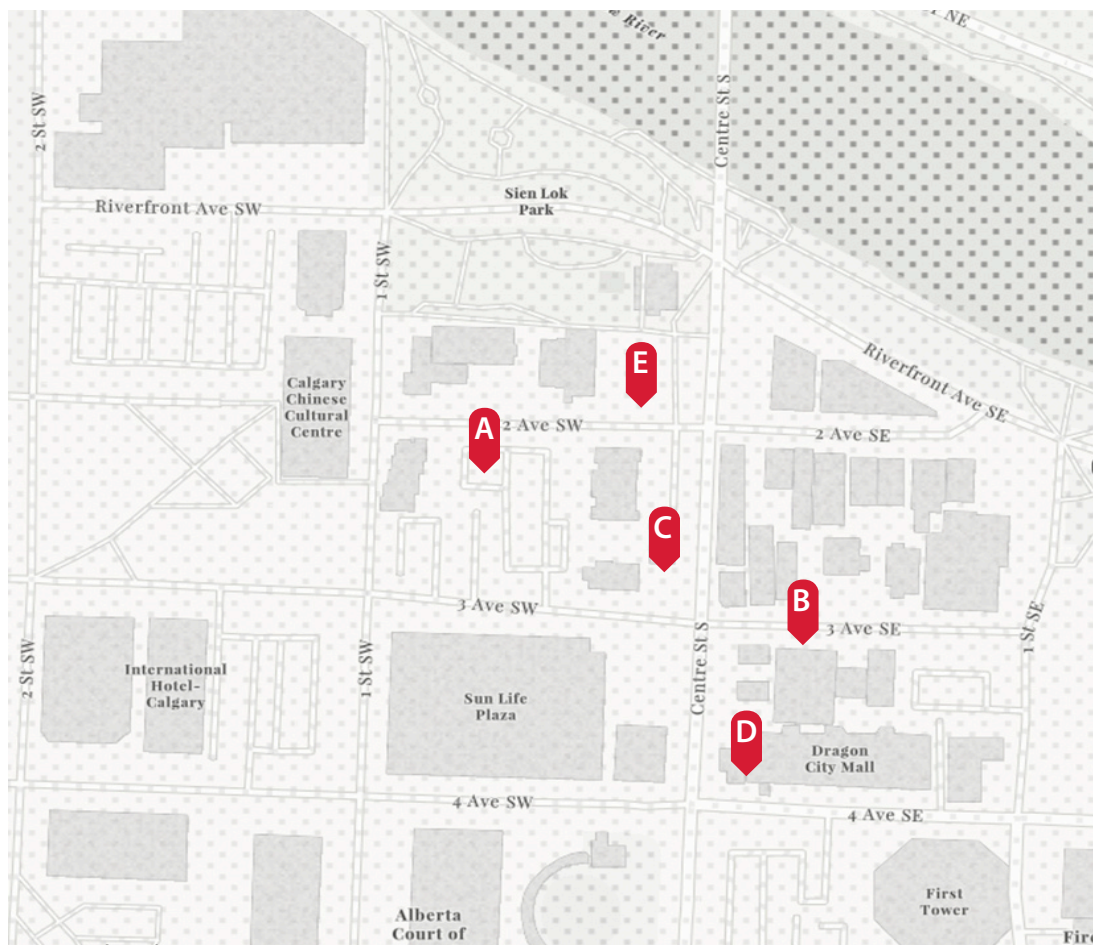 River
NE
2 St SW
Centre St S
Sien Lok
Park
Riverfront Ave SW
1 St SW
E
Riverfront Ave SE
Calgary
Chinese
Cultural
Centre
A
2 Ave SW
2 Ave SE
C
B
3 Ave SW
3 Ave SE
1 St SE
2 St SW
International
Hotel-
Calgary
1 St SW
Sun Life
Plaza
Centre St S
D
Dragon
City Mall
4 Ave SW
4 Ave SE
First
Tower
Alberta
Court of